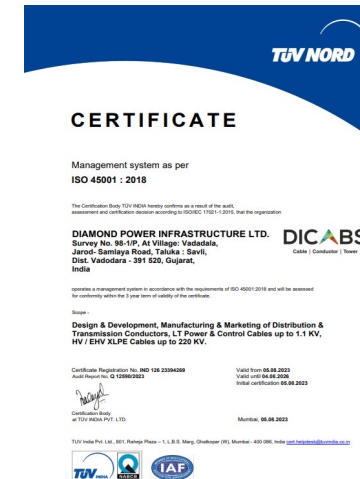 TÜV NORD
CERTIFICATE
Management system as per
ISO 45001 : 2018
The Certification Body TÜV INDIA hereby confirms as a result of the audit,
assessment and certification decision according to ISO/IEC 17021-1:2015, that the organization
DIAMOND POWER INFRASTRUCTURE LTD.
Survey No. 98-1/P, At Village: Vadadala,
Jarod- Samlaya Road, Taluka : Savli,
Dist. Vadodara - 391 520, Gujarat,
India
DICABS
Cable | Conductor | Tower
operates a management system in accordance with the requirements of ISO 45001:2018 and will be assessed
for conformity within the 3 year term of validity of the certificate.
Scope -
Design & Development, Manufacturing & Marketing of Distribution &
Transmission Conductors, LT Power & Control Cables up to 1.1 KV,
HV / EHV XLPE Cables up to 220 KV.
Certificate Registration No. IND 126 23394269
Audit Report No. Q 12590/2023
Valid from 05.08.2023
Valid until 04.08.2026
Initial certification 05.08.2023
Certification Body
at TÜV INDIA PVT. LTD.
Mumbai, 05.08.2023
TUV India Pvt. Ltd., 801, Raheja Plaza – 1, L.B.S. Marg, Ghatkopar (W), Mumbai - 400 086, India cert.helpdesk@tuvindia.co.in
TÜV
NABCB
IAF